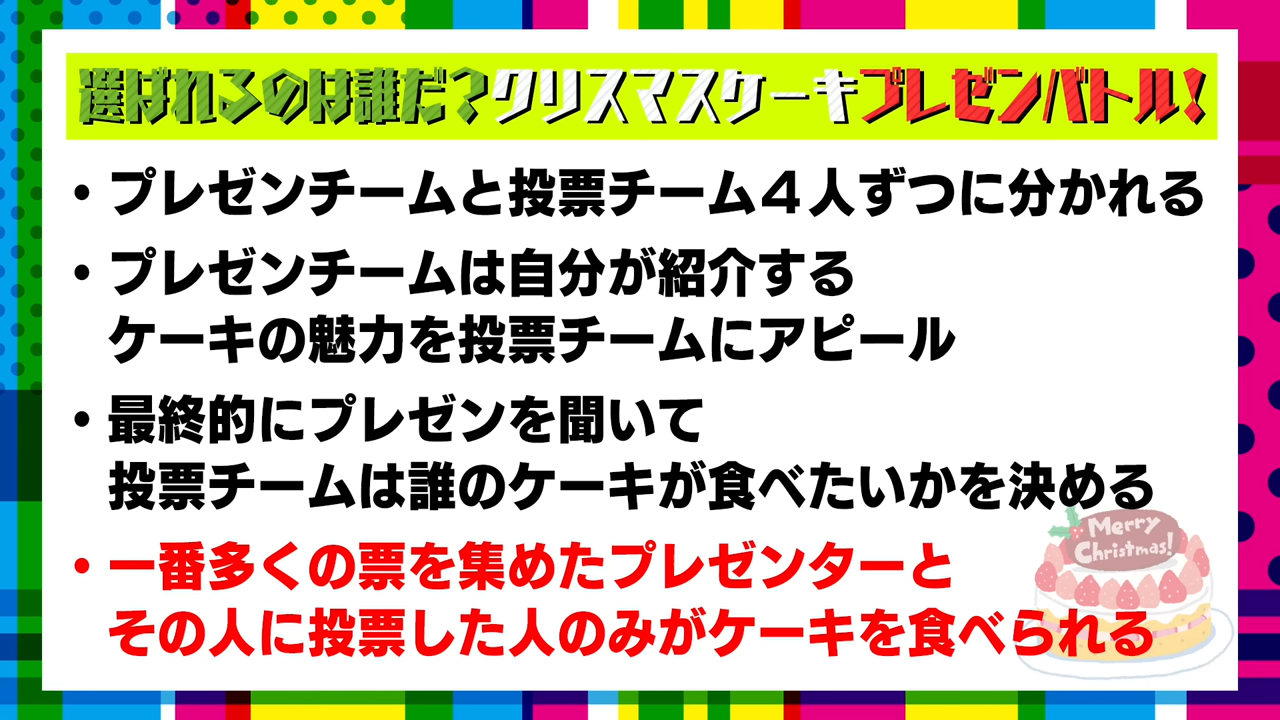 選ばれるのは誰だ?クリスマスケーキプレゼンバトル!
・プレゼンチームと投票チーム4人ずつに分かれる
・プレゼンチームは自分が紹介する
ケーキの魅力を投票チームにアピール
・最終的にプレゼンを聞いて
投票チームは誰のケーキが食べたいかを決める
Merry
Christmas!
・一番多くの票を集めたプレゼンターと
その人に投票した人のみがケーキを食べられる